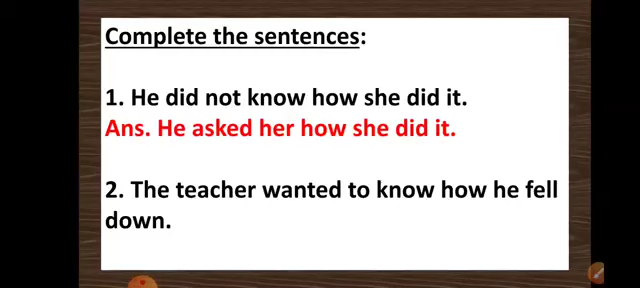 Complete the sentences:
1. He did not know how she did it.
Ans. He asked her how she did it.
2. The teacher wanted to know how he fell
down.